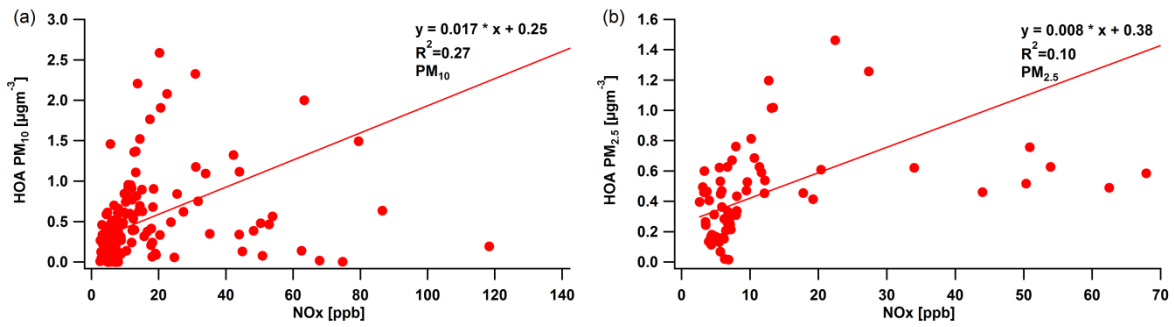 (a)
3.0
2.5
2.0
1.5
1.0
0.5
0.0
HOA PM10 [µgm-3]
y = 0.017 * x + 0.25
R2=0.27
PM10
0 20 40 60 80 100 120 140
NOx [ppb]
(b)
1.6
1.4
1.2
1.0
0.8
0.6
0.4
0.2
0.0
HOA PM2.5 [µgm-3]
y = 0.008 * x + 0.38
R2=0.10
PM2.5
0 10 20 30 40 50 60 70
NOx [ppb]